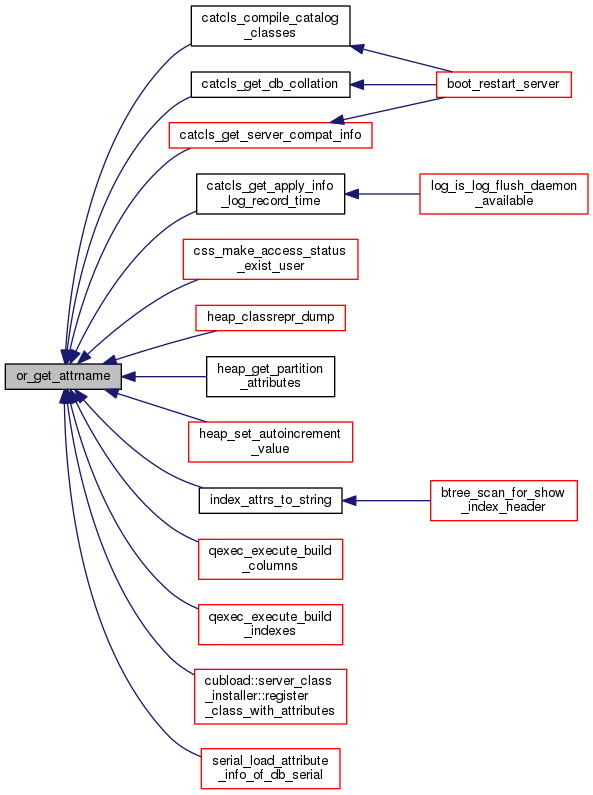 catcls_compile_catalog
_classes
catcls_get_db_collation
boot_restart_server
catcls_get_server_compat_info
catcls_get_apply_info
_log_record_time
log_is_log_flush_daemon
_available
css_make_access_status
_exist_user
heap_classrepr_dump
or_get_attrname
heap_get_partition
_attributes
heap_set_autoincrement
_value
index_attrs_to_string
btree_scan_for_show
_index_header
qexec_execute_build
_columns
qexec_execute_build
_indexes
cubload::server_class
_installer::register
_class_with_attributes
serial_load_attribute
_info_of_db_serial